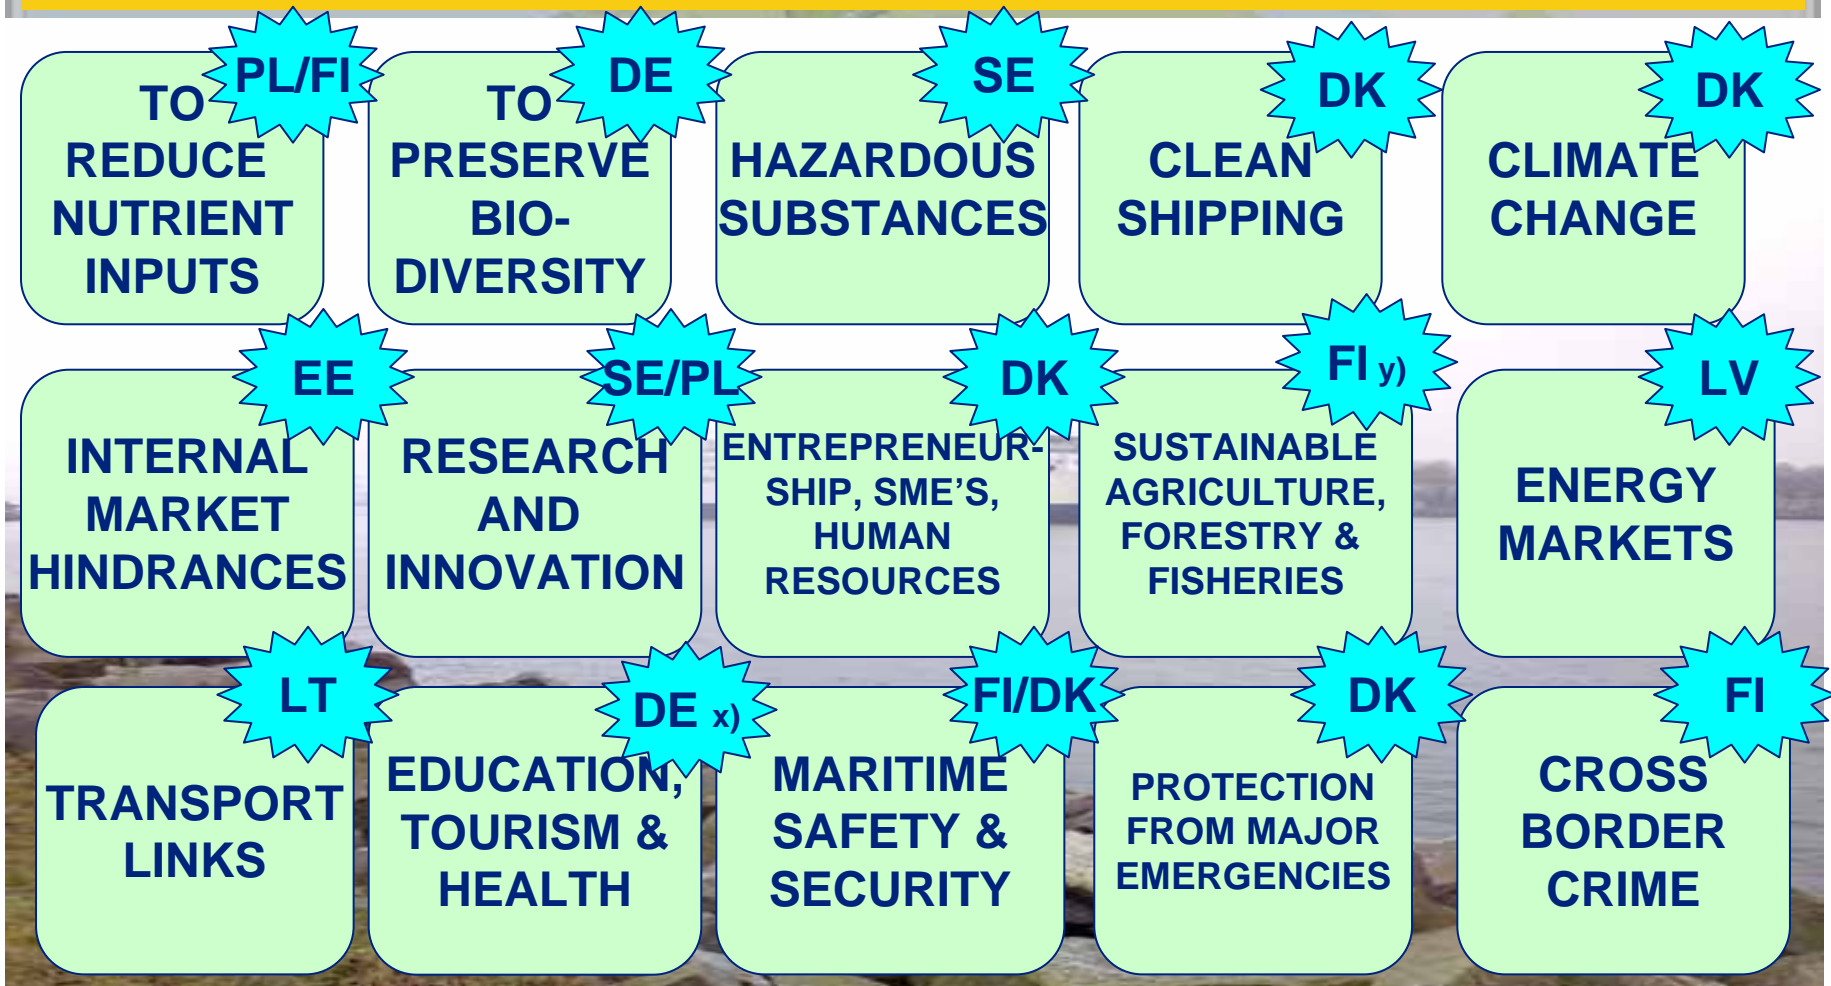 PL/FI
TO
REDUCE
NUTRIENT
INPUTS
DE
TO
PRESERVE
BIO-
DIVERSITY
SE
HAZARDOUS
SUBSTANCES
DK
CLEAN
SHIPPING
DK
CLIMATE
CHANGE
EE
INTERNAL
MARKET
HINDRANCES
SE/PL
RESEARCH
AND
INNOVATION
DK
ENTREPRENEUR-
SHIP, SME’S,
HUMAN
RESOURCES
FI y)
SUSTAINABLE
AGRICULTURE,
FORESTRY &
FISHERIES
LV
ENERGY
MARKETS
LT
TRANSPORT
LINKS
DE x)
EDUCATION,
TOURISM &
HEALTH
FI/DK
MARITIME
SAFETY &
SECURITY
DK
PROTECTION
FROM MAJOR
EMERGENCIES
FI
CROSS
BORDER
CRIME